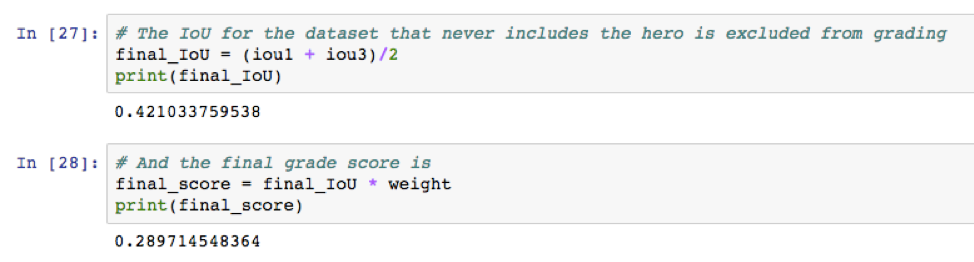 In [27]: # The IoU for the dataset that never includes the hero is excluded from grading
final_IoU = (iou1 + iou3)/2
print(final_IoU)
0.421033759538
In [28]: # And the final grade score is
final_score = final_IoU * weight
print(final_score)
0.289714548364